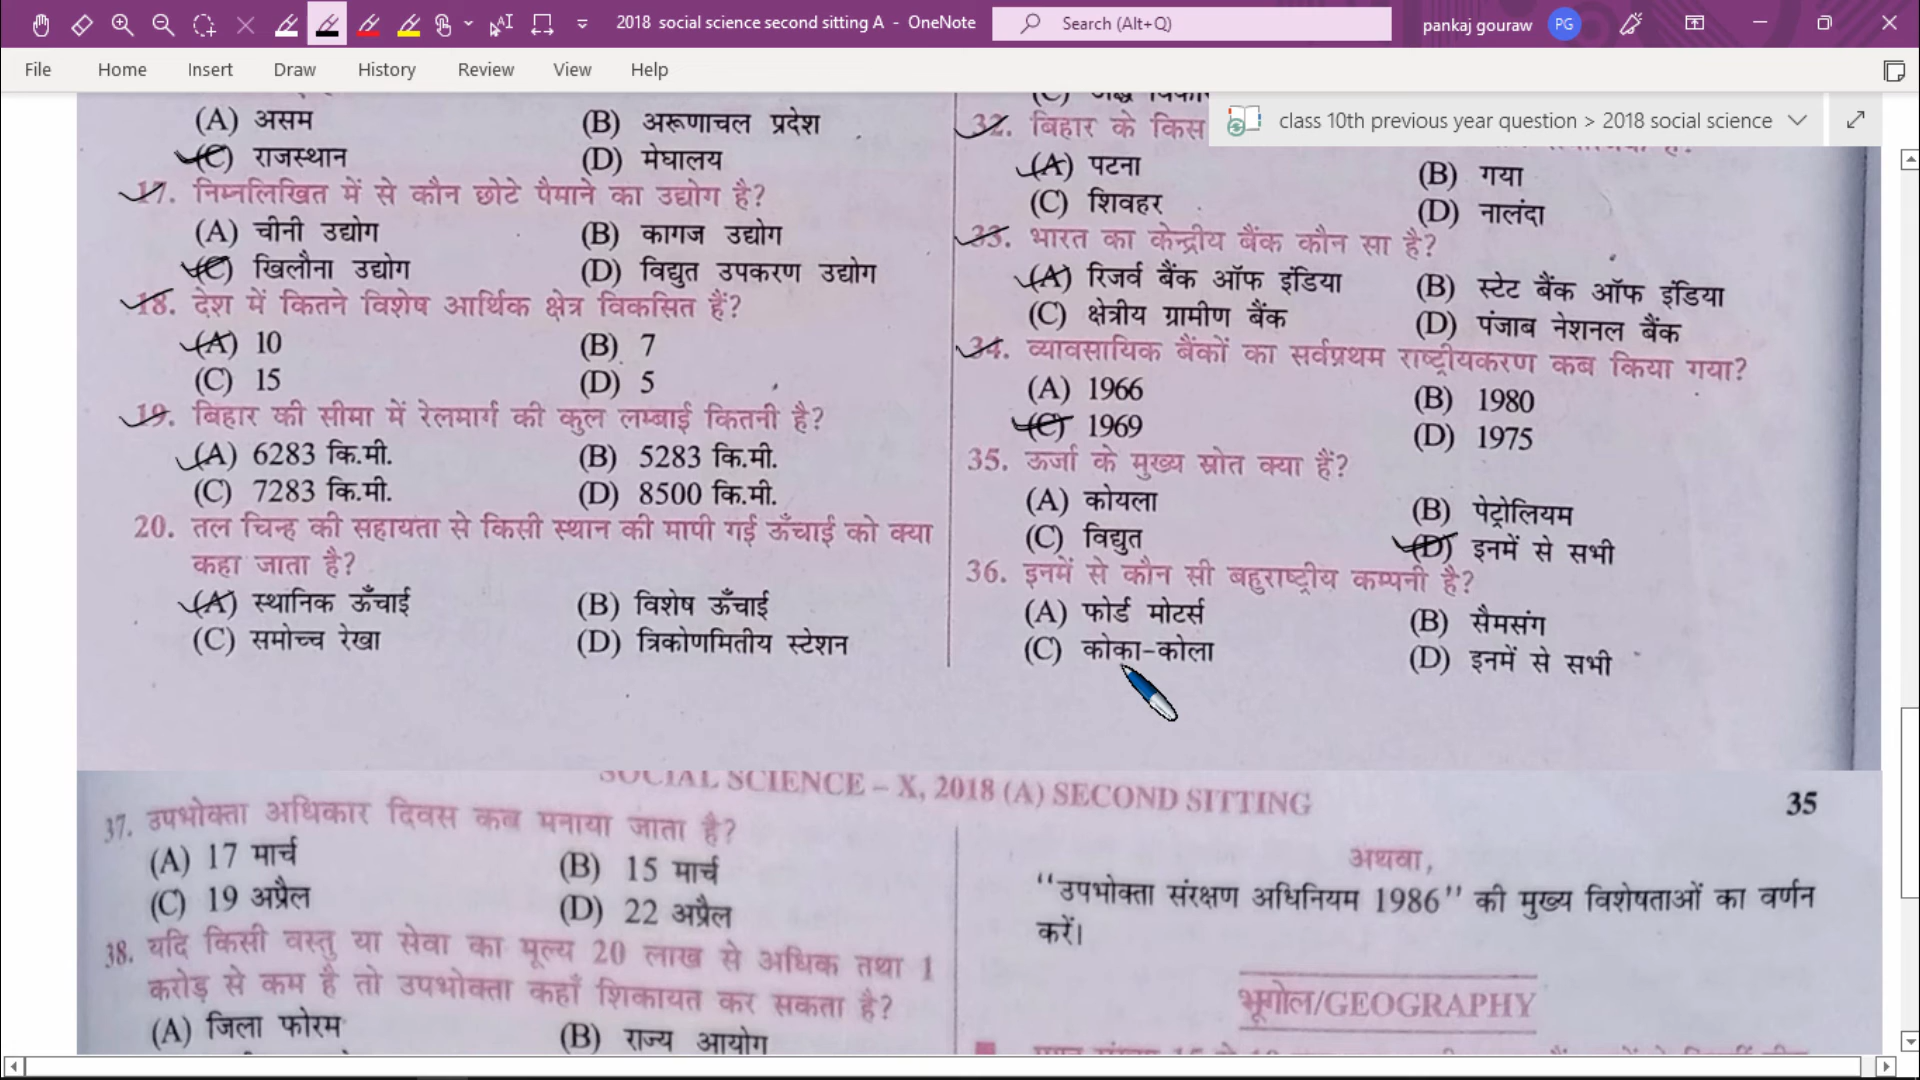 2018 social science second sitting A - OneNote
Search (Alt+Q)
pankaj gouraw
PG
File Home Insert Draw History Review View Help
class 10th previous year question > 2018 social science
(A) असम (B) अरूणाचल प्रदेश
(C) राजस्थान (D) मेघालय
17. निम्नलिखित में से कौन छोटे पैमाने का उद्योग है?
(A) चीनी उद्योग (B) कागज उद्योग
(C) खिलौना उद्योग (D) विद्युत उपकरण उद्योग
18. देश में कितने विशेष आर्थिक क्षेत्र विकसित हैं?
(A) 10 (B) 7
(C) 15 (D) 5
19. बिहार की सीमा में रेलमार्ग की कुल लम्बाई कितनी है?
(A) 6283 कि.मी. (B) 5283 कि.मी.
(C) 7283 कि.मी. (D) 8500 कि.मी.
20. तल चिन्ह की सहायता से किसी स्थान की मापी गई ऊँचाई को क्या
कहा जाता है?
(A) स्थानिक ऊँचाई (B) विशेष ऊँचाई
(C) समोच्च रेखा (D) त्रिकोणमितीय स्टेशन
32. बिहार के किस
(A) पटना (B) गया
(C) शिवहर (D) नालंदा
33. भारत का केन्द्रीय बैंक कौन सा है?
(A) रिजर्व बैंक ऑफ इंडिया (B) स्टेट बैंक ऑफ इंडिया
(C) क्षेत्रीय ग्रामीण बैंक (D) पंजाब नेशनल बैंक
34. व्यावसायिक बैंकों का सर्वप्रथम राष्ट्रीयकरण कब किया गया?
(A) 1966 (B) 1980
(C) 1969 (D) 1975
35. ऊर्जा के मुख्य स्रोत क्या हैं?
(A) कोयला (B) पेट्रोलियम
(C) विद्युत (D) इनमें से सभी
36. इनमें से कौन सी बहुराष्ट्रीय कम्पनी है?
(A) फोर्ड मोटर्स (B) सैमसंग
(C) कोका-कोला (D) इनमें से सभी
SOCIAL SCIENCE – X, 2018 (A) SECOND SITTING 35
37. उपभोक्ता अधिकार दिवस कब मनाया जाता है?
(A) 17 मार्च (B) 15 मार्च
(C) 19 अप्रैल (D) 22 अप्रैल
38. यदि किसी वस्तु या सेवा का मूल्य 20 लाख से अधिक तथा 1
करोड़ से कम है तो उपभोक्ता कहाँ शिकायत कर सकता है?
(A) जिला फोरम (B) राज्य आयोग
अथवा,
“उपभोक्ता संरक्षण अधिनियम 1986” की मुख्य विशेषताओं का वर्णन
करें।
भूगोल/GEOGRAPHY